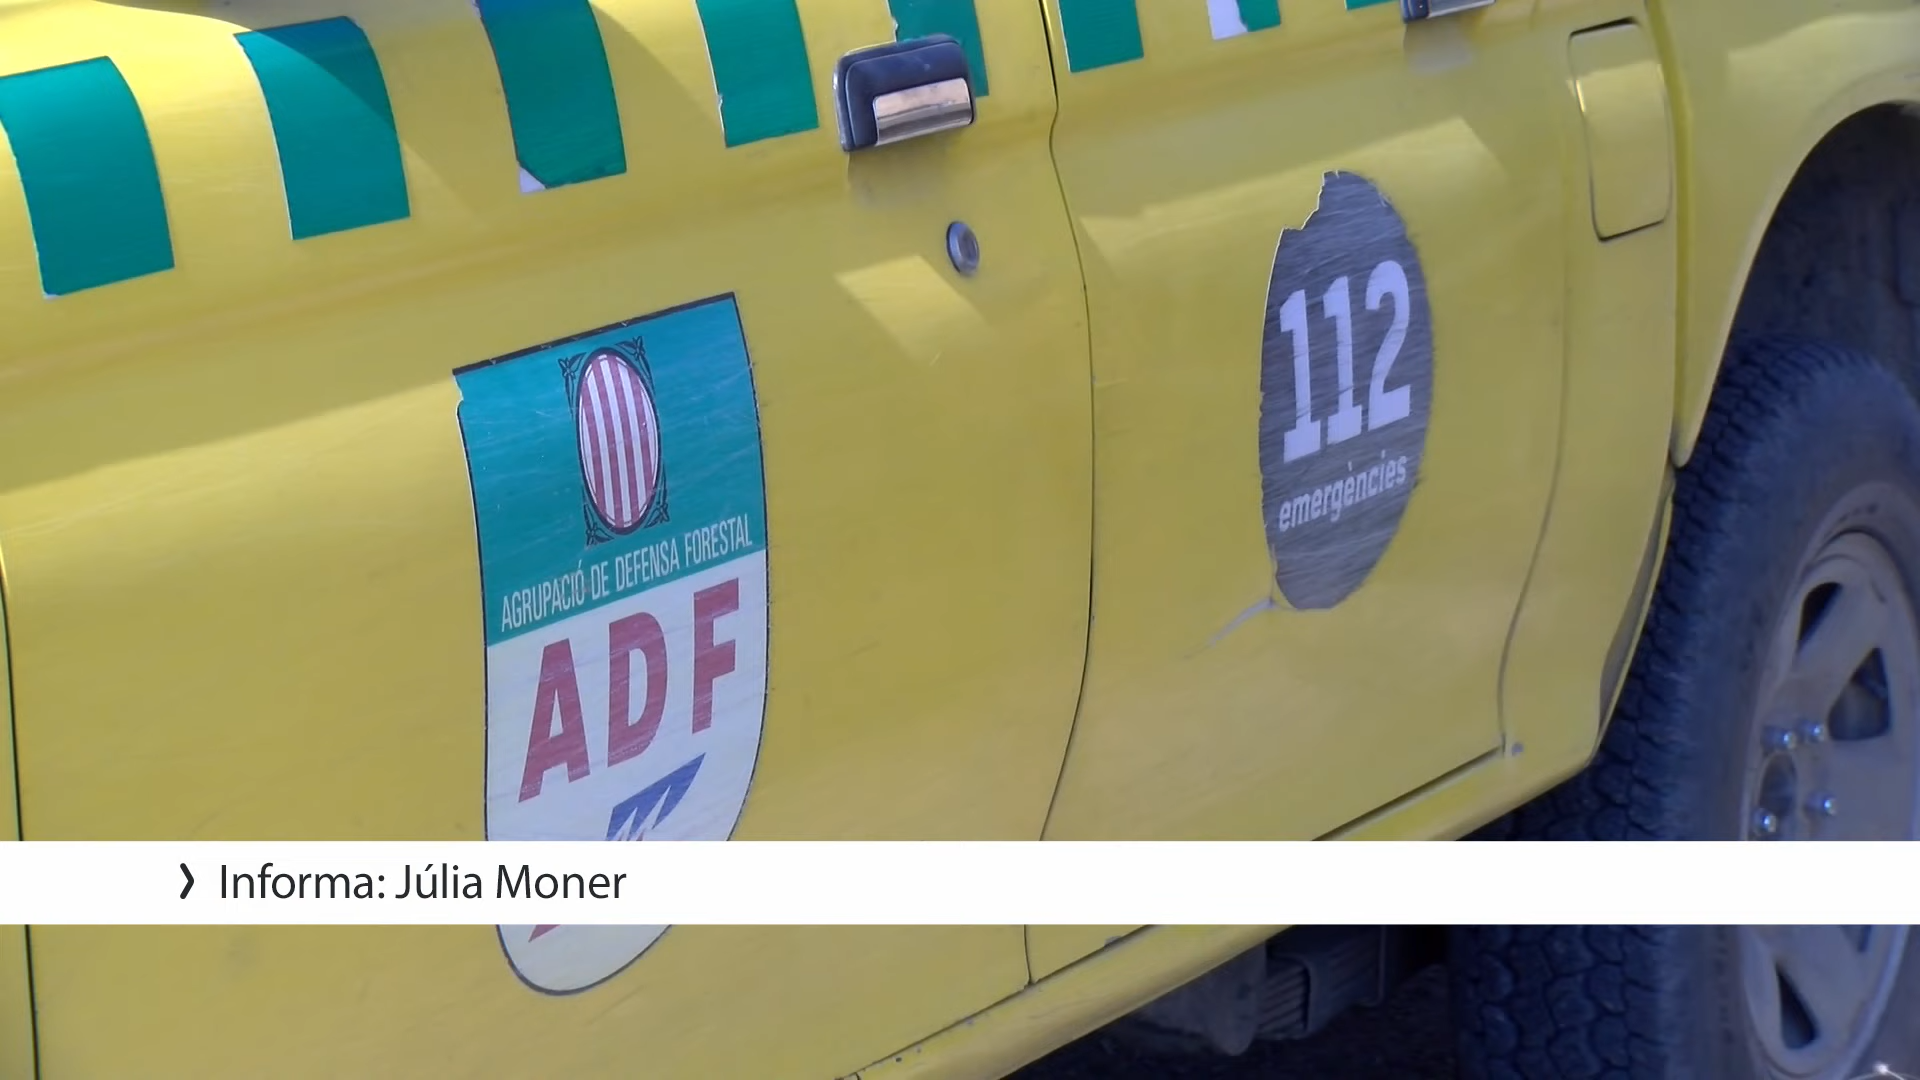 AGRUPACIÓ DE DEFENSA FORESTAL
ADF
112
emergències
› Informa: Júlia Moner